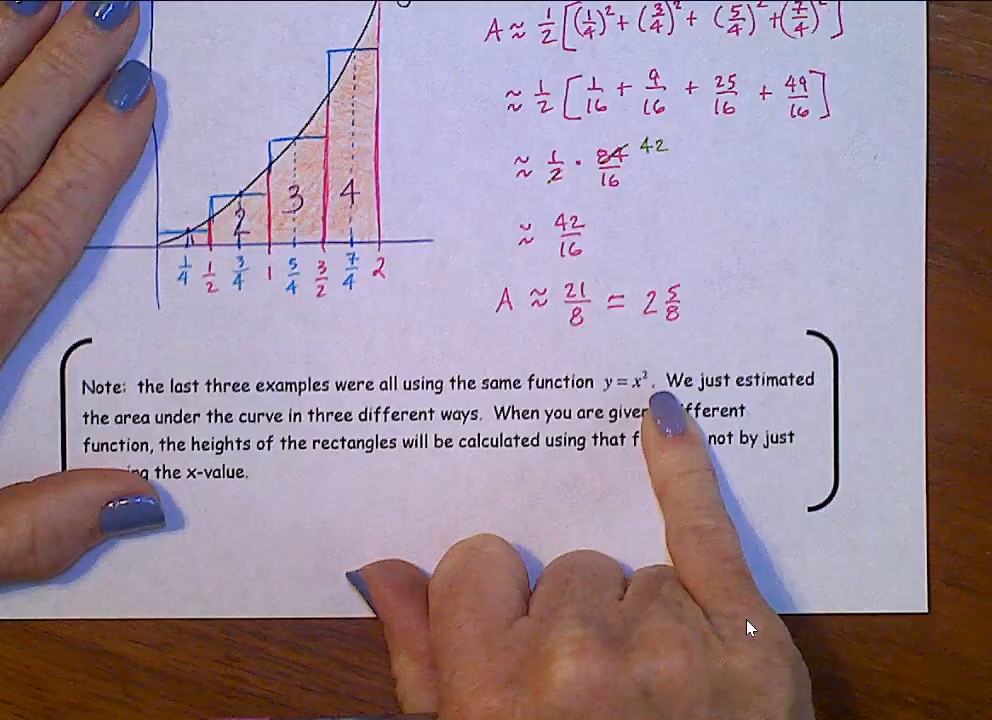 A ≈ 1/2 [(1/4)² + (3/4)² + (5/4)² + (7/4)²]
≈ 1/2 [1/16 + 9/16 + 25/16 + 49/16]
≈ 1/2 · 84/16 42
≈ 42/16
A ≈ 21/8 = 2 5/8
2 3 4
1/4 1/2 3/4 1 5/4 3/2 7/4 2
Note: the last three examples were all using the same function y = x². We just estimated
the area under the curve in three different ways. When you are given different
function, the heights of the rectangles will be calculated using that not by just
the x-value.